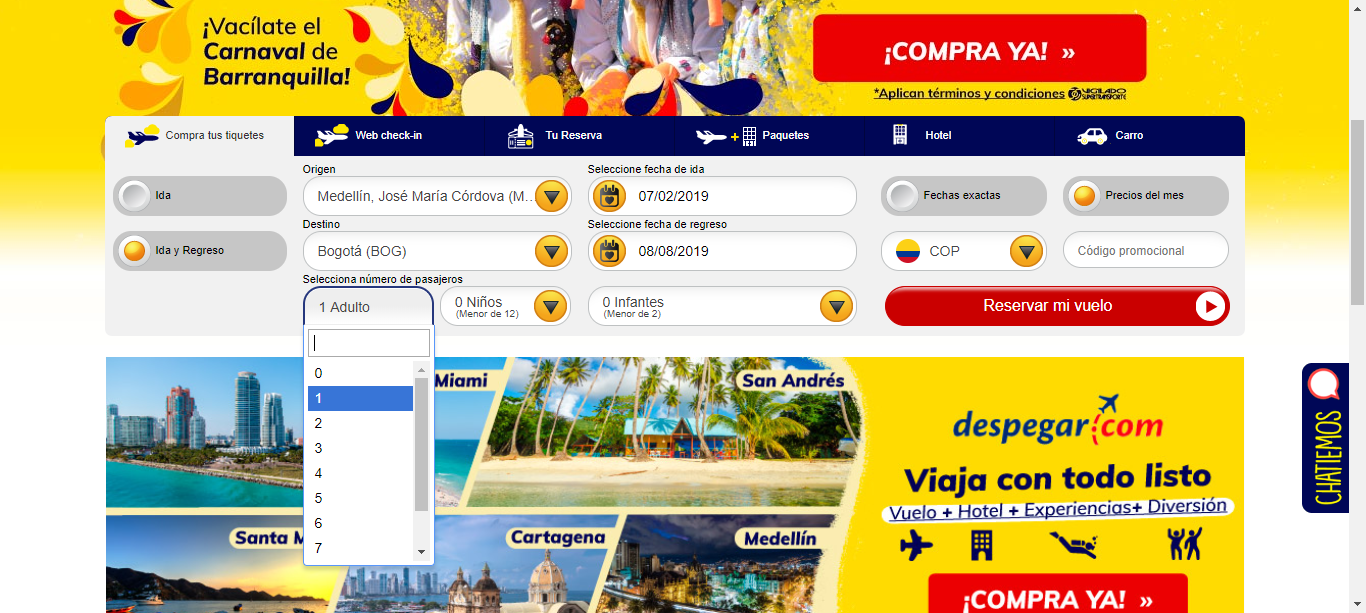 ¡Vacílate el
Carnaval de
Barranquilla!
¡COMPRA YA! »
*Aplican términos y condiciones VIGILADO SUPERTRANSPORTE
Compra tus tiquetes
Web check-in
Tu Reserva
Paquetes
Hotel
Carro
Origen
Seleccione fecha de ida
Ida
Medellín, José María Córdova (M...
07/02/2019
Fechas exactas
Precios del mes
Destino
Seleccione fecha de regreso
Ida y Regreso
Bogotá (BOG)
08/08/2019
COP
Código promocional
Selecciona número de pasajeros
1 Adulto
0 Niños
(Menor de 12)
0 Infantes
(Menor de 2)
Reservar mi vuelo
0
1
2
3
4
5
6
7
Miami
San Andrés
despegar.com
Viaja con todo listo
Vuelo + Hotel + Experiencias+ Diversión
Santa M
Cartagena
Medellín
¡COMPRA YA! »
CHATIEMOS